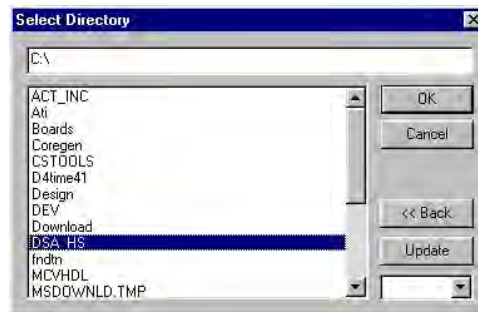 Select Directory
C:\
ACT_INC
Ati
Boards
Coregen
CSTOOLS
D4time41
Design
DEV
Download
DSA_HS
fndtn
MCVHDL
MSDOWNLD.TMP
OK
Cancel
<< Back
Update